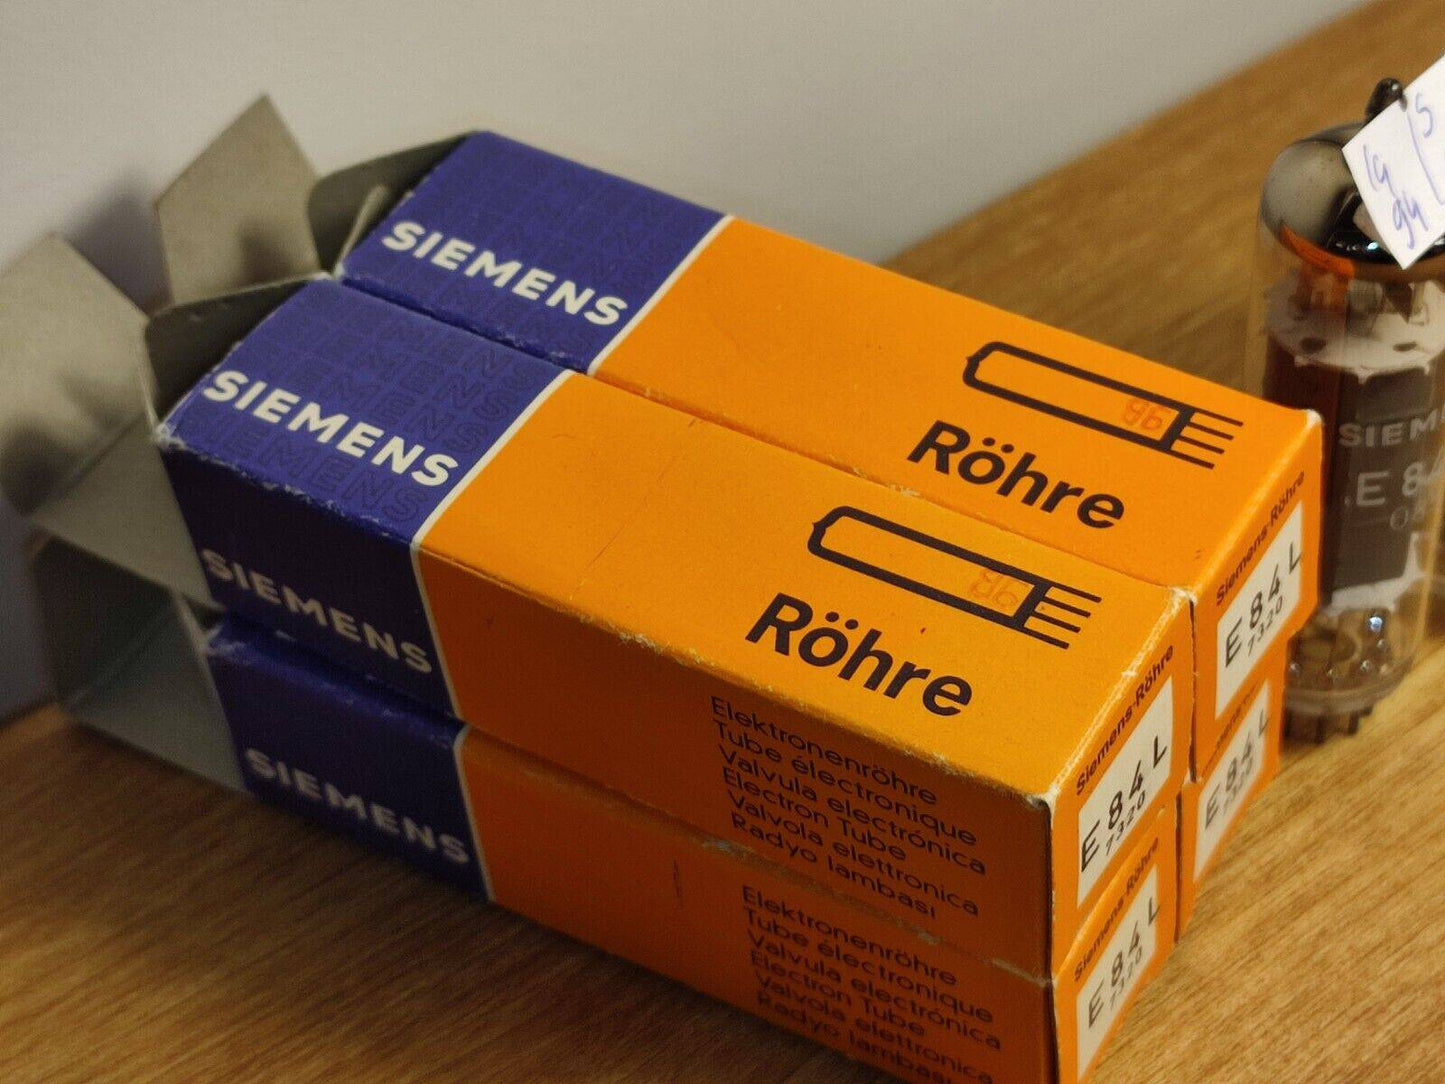 SIEMENS
Röhre
Siemens-Röhre
E 84 L
7320
SIEMENS
Röhre
SIEMENS
Elektronenröhre
Tube électronique
Valvula electrónica
Electron Tube
Valvola elettronica
Radyo lambası
Siemens-Röhre
E 84 L
7320
SIEMENS
Elektronenröhre
Tube électronique
Valvula electrónica
Electron Tube
Valvola elettronica
Radyo lambası
Siemens-Röhre
E 84 L
7320
E 84 L
7320
SIEM
E 84